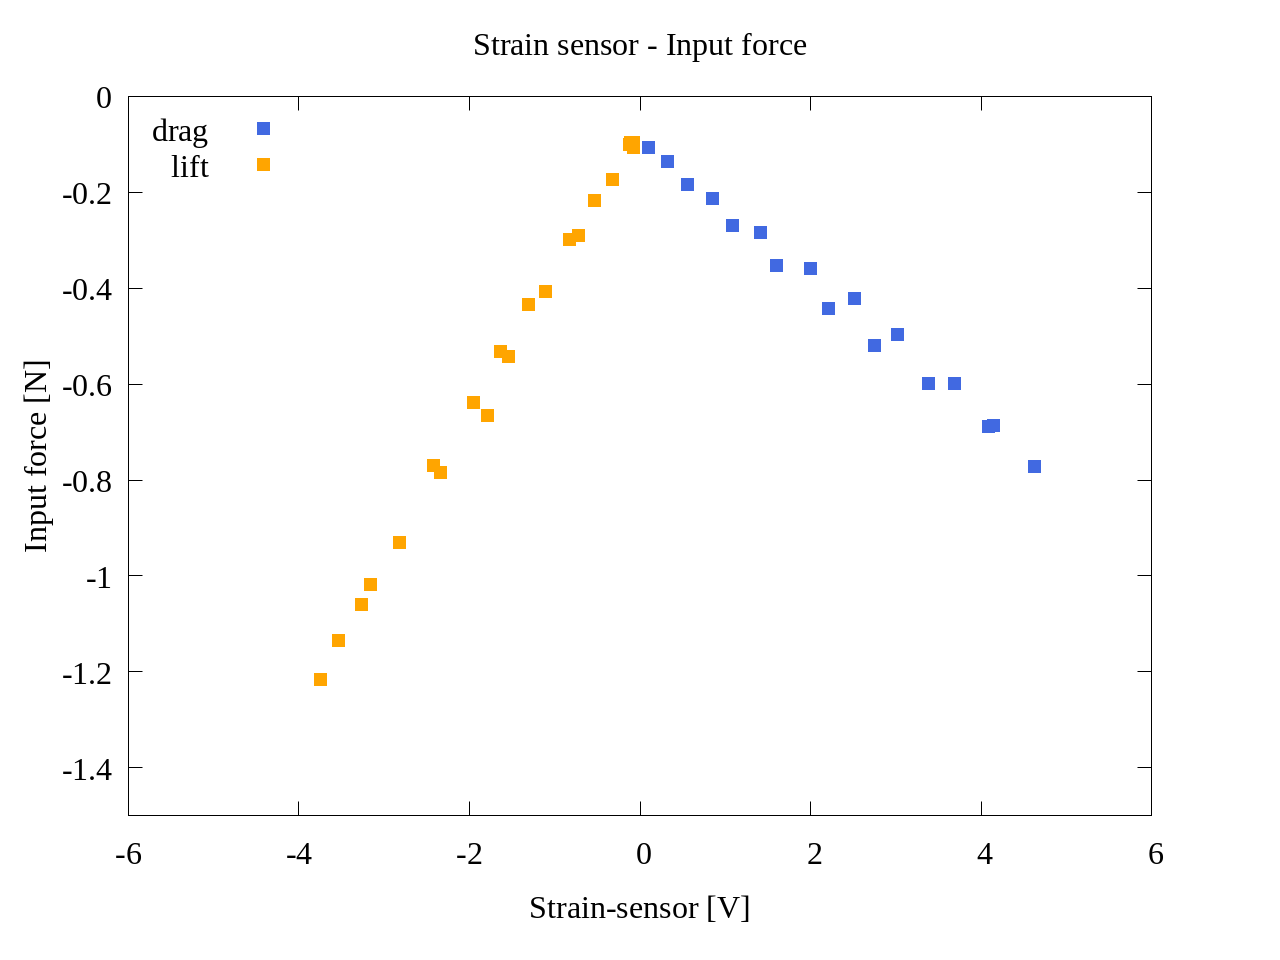 Strain sensor - Input force
drag
lift
0
-0.2
-0.4
-0.6
-0.8
-1
-1.2
-1.4
Input force [N]
-6 -4 -2 0 2 4 6
Strain-sensor [V]